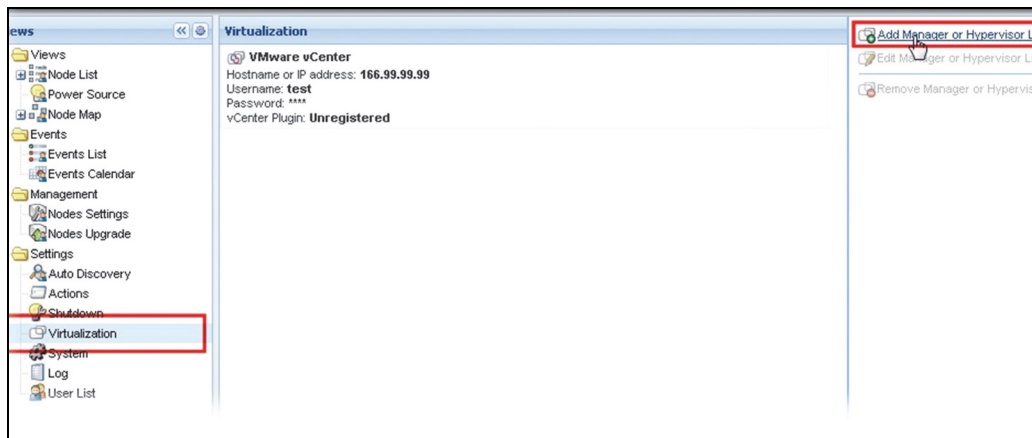 ews
Views
Node List
Power Source
Node Map
Events
Events List
Events Calendar
Management
Nodes Settings
Nodes Upgrade
Settings
Auto Discovery
Actions
Shutdown
Virtualization
System
Log
User List
Virtualization
VMware vCenter
Hostname or IP address: 166.99.99.99
Username: test
Password: ****
vCenter Plugin: Unregistered
Add Manager or Hypervisor L
Edit Manager or Hypervisor L
Remove Manager or Hypervis